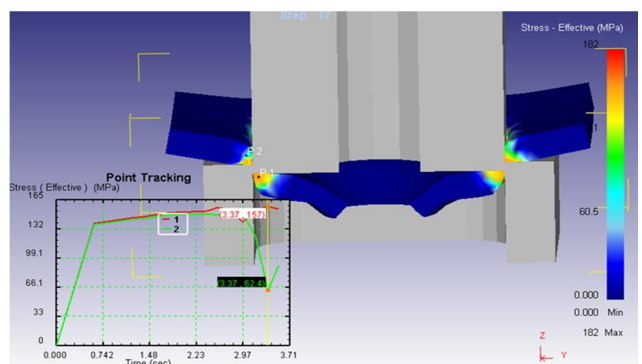 Step 17
Stress - Effective (MPa)
182
60.5
0.000
0.000 Min
182 Max
P 2
P 1
Point Tracking
Stress ( Effective ) (MPa)
165
132
99.1
66.1
33
0
0.000 0.742 1.48 2.23 2.97 3.71
Time (sec)
1
2
(3.37, 157)
(3.37, 62.4)
Z
X Y